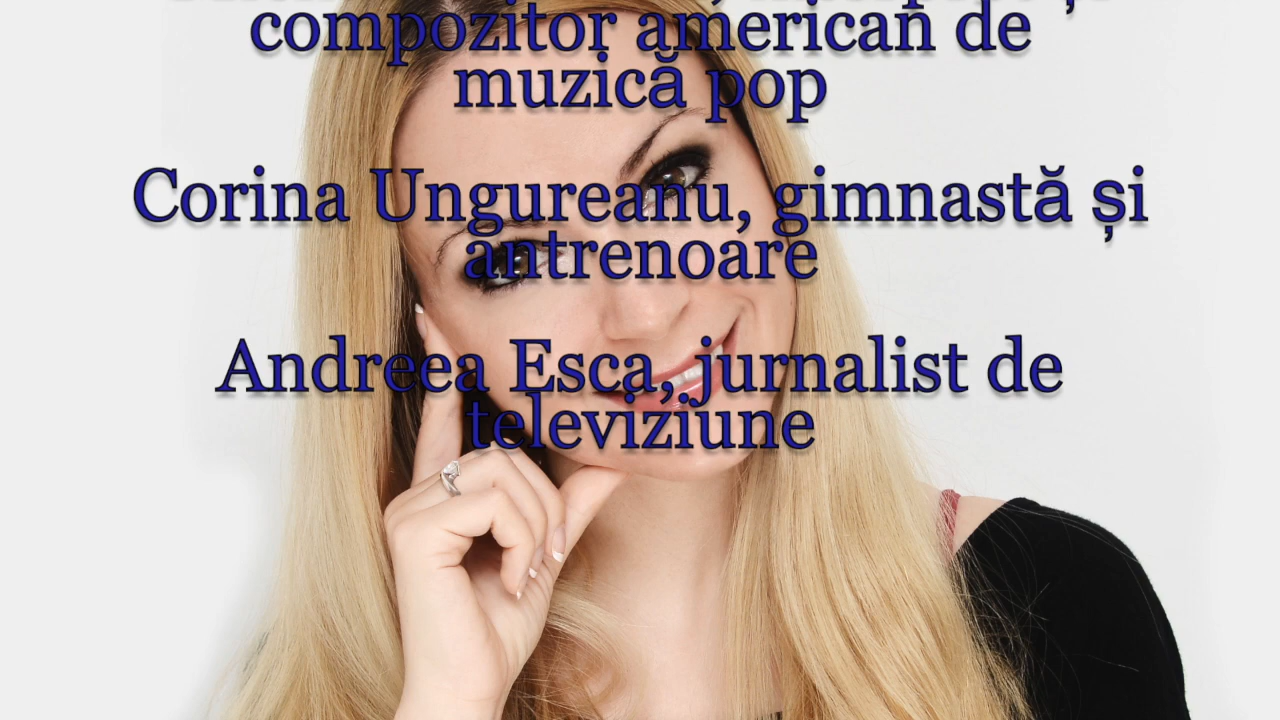 compozitor american de
muzică pop
Corina Ungureanu, gimnastă și
antrenoare
Andreea Esca, jurnalist de
televiziune